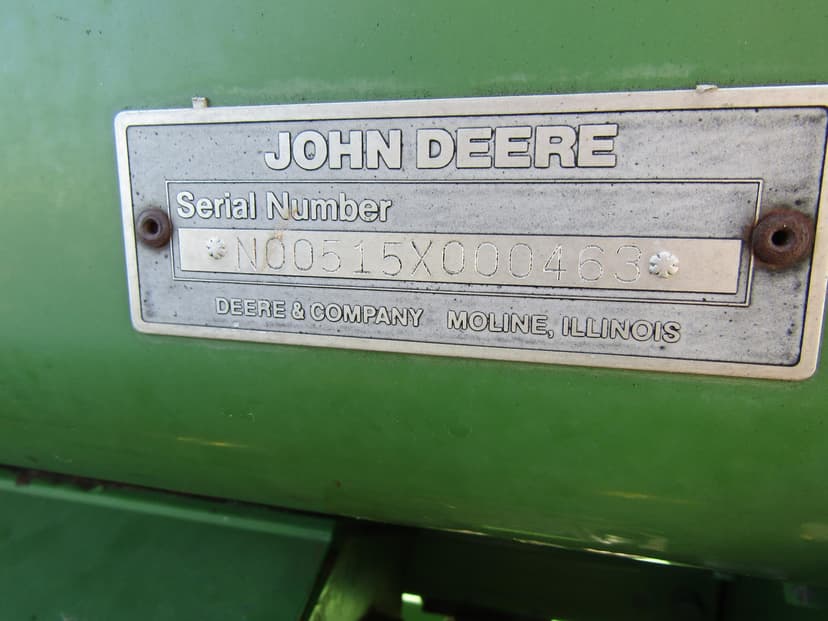 JOHN DEERE
Serial Number
*N00515X000463*
DEERE & COMPANY MOLINE, ILLINOIS